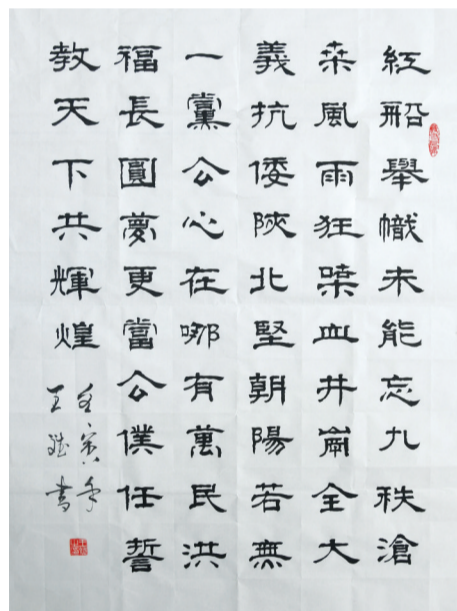 紅船舉幟未能忘九秩滄
桒風雨狂喋血井崗全大
義抗倭陝北堅朝陽若無
一黨公心在哪有萬民洪
福長圓夢更當公僕任誓
教天下共輝煌
壬寅年
王書